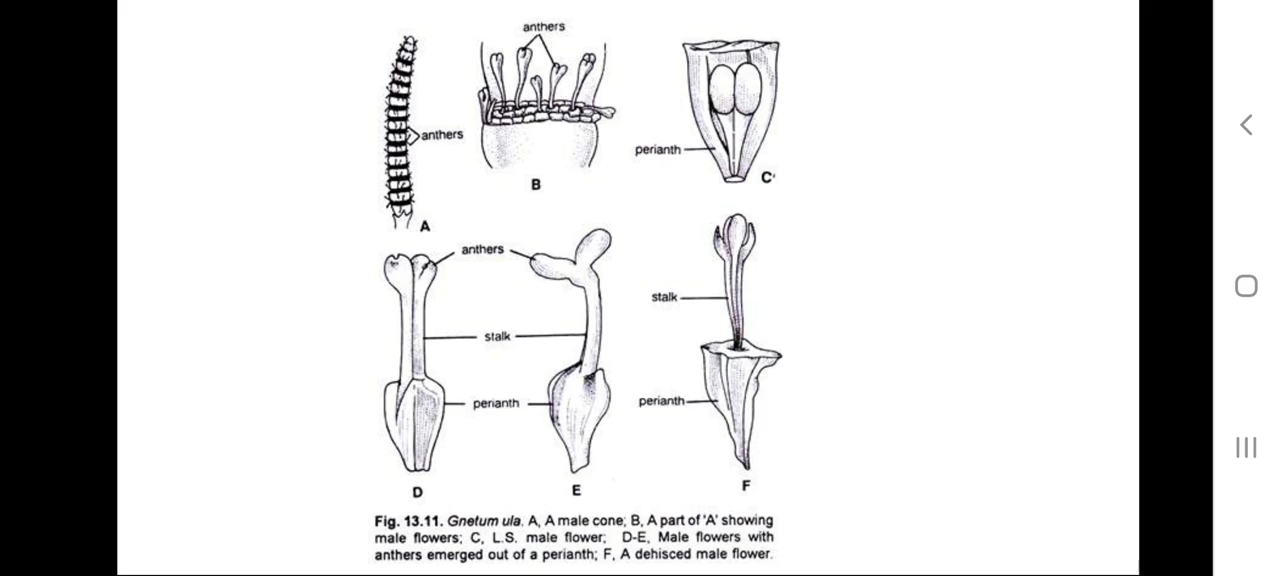 anthers
anthers
A
B
perianth
C
anthers
stalk
stalk
perianth
perianth
D
E
F
Fig. 13.11. Gnetum ula. A, A male cone; B, A part of 'A' showing
male flowers; C, L.S. male flower; D-E, Male flowers with
anthers emerged out of a perianth; F, A dehisced male flower.